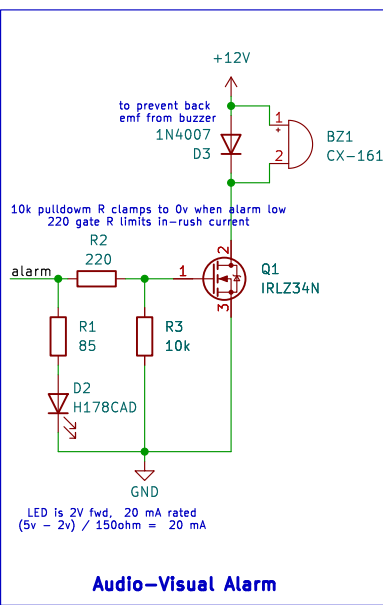 +12V
to prevent back
emf from buzzer
1N4007
D3
1
+
2
BZ1
CX-161
10k pulldowm R clamps to 0v when alarm low
220 gate R limits in-rush current
R2
220
alarm
1
2
3
Q1
IRLZ34N
R1
85
R3
10k
D2
H178CAD
GND
LED is 2V fwd, 20 mA rated
(5v - 2v) / 150ohm = 20 mA
Audio-Visual Alarm